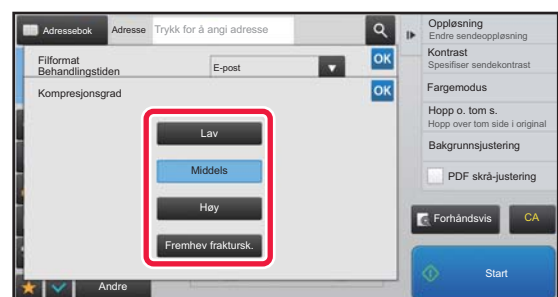 Adressebok
Adresse
Trykk for å angi adresse
Filformat
Behandlingstiden
E-post
OK
Kompresjonsgrad
OK
Lav
Middels
Høy
Fremhev fraktursk.
Andre
Oppløsning
Endre sendeoppløsning
Kontrast
Spesifiser sendekontrast
Fargemodus
Hopp o. tom s.
Hopp over tom side i original
Bakgrunnsjustering
PDF skrå-justering
Forhåndsvis
CA
Start